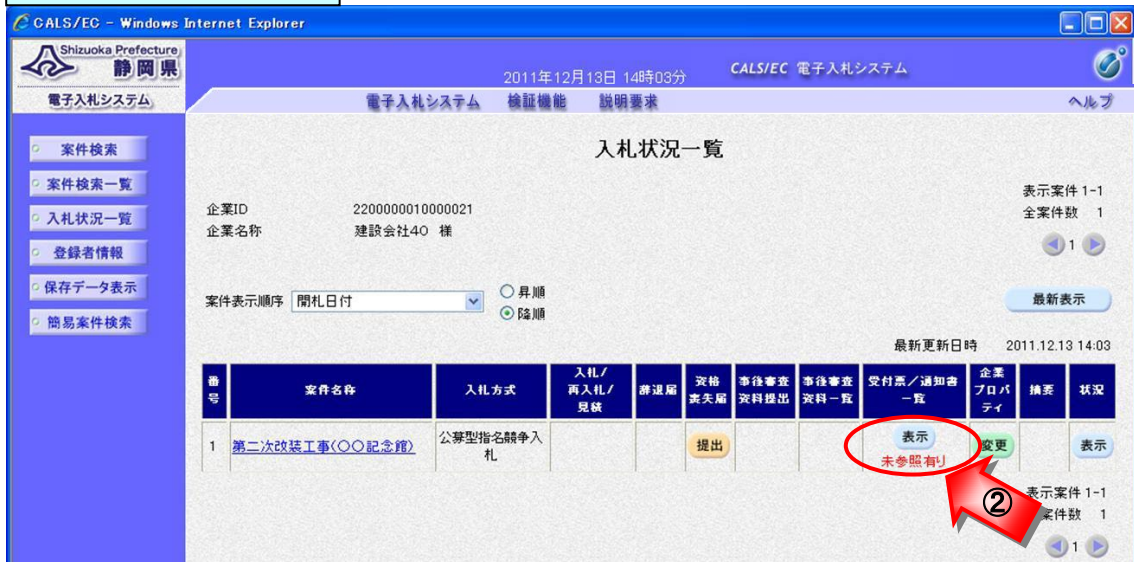 CALS/EC - Windows Internet Explorer
Shizuoka Prefecture
静岡県
電子入札システム
2011年12月13日 14時03分
CALS/EC 電子入札システム
電子入札システム 検証機能 説明要求
ヘルプ
案件検索
案件検索一覧
入札状況一覧
登録者情報
保存データ表示
簡易案件検索
入札状況一覧
表示案件 1-1
全案件数 1
1
企業ID 2200000010000021
企業名称 建設会社40 様
案件表示順序 開札日付
昇順
降順
最新表示
最新更新日時 2011.12.13 14:03
番号 案件名称 入札方式 入札/再入札/見積 辞退届 資格喪失届 事後審査資料提出 事後審査資料一覧 受付票/通知書一覧 企業プロパティ 摘要 状況
1 第二次改装工事(〇〇記念館) 公募型指名競争入札 提出 表示 未参照有り 変更 表示
②
表示案件 1-1
案件数 1
1